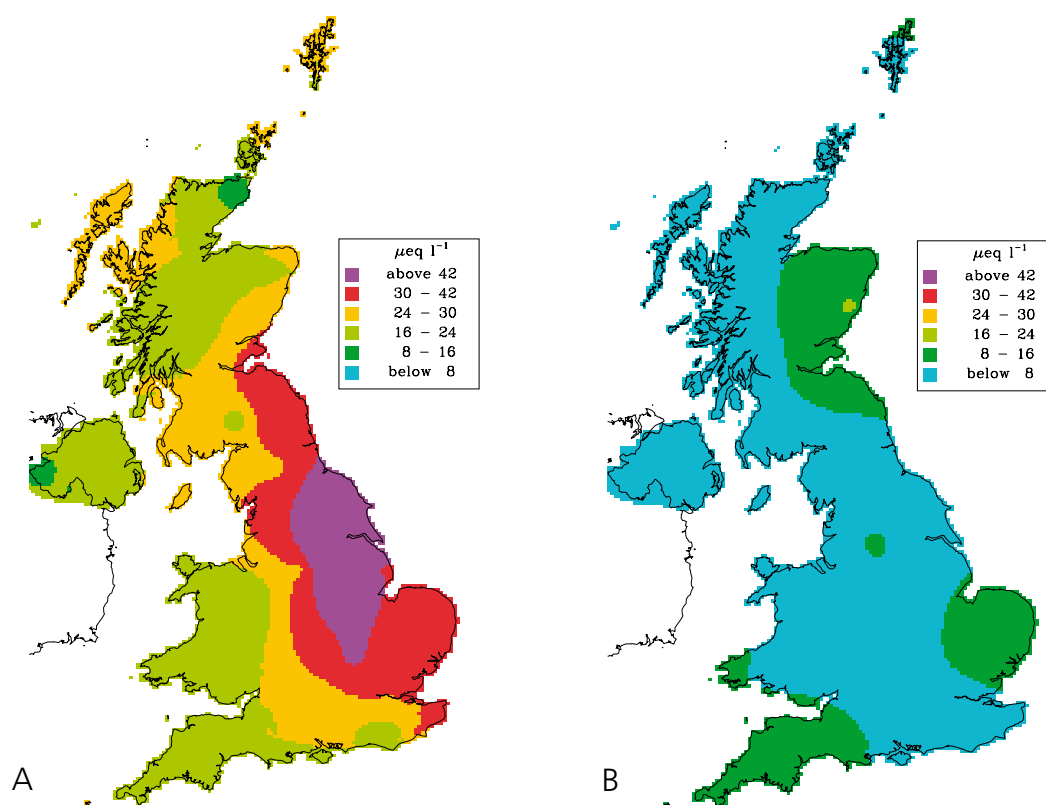 μeq l⁻¹
above 42
30 – 42
24 – 30
16 – 24
8 – 16
below 8
A
μeq l⁻¹
above 42
30 – 42
24 – 30
16 – 24
8 – 16
below 8
B